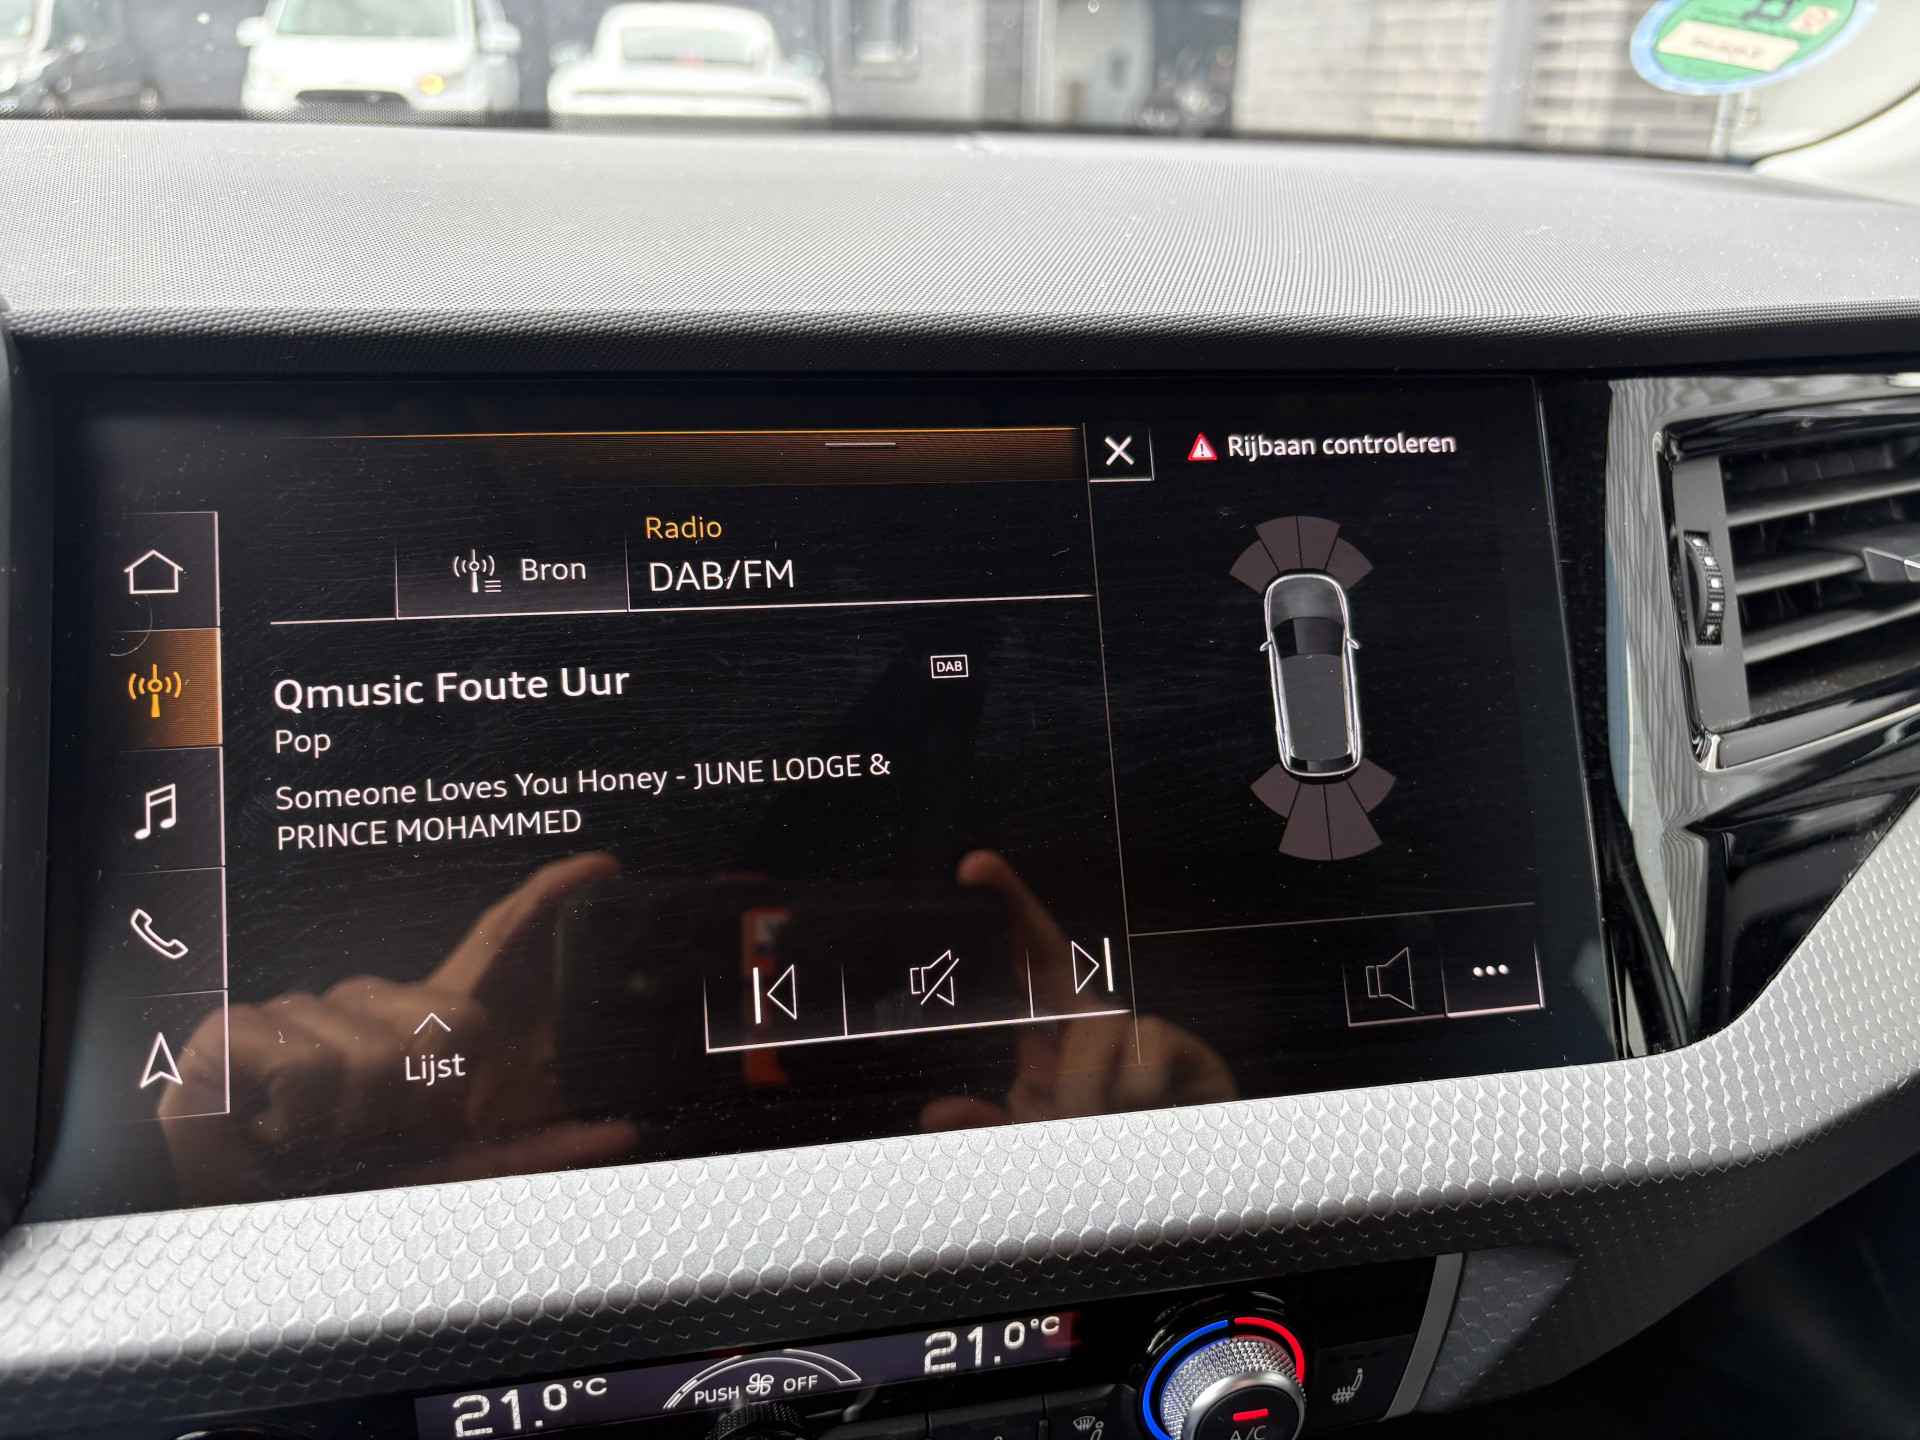 Rijbaan controleren
Radio
Bron
DAB/FM
Qmusic Foute Uur
DAB
Pop
Someone Loves You Honey - JUNE LODGE &
PRINCE MOHAMMED
Lijst
21.0°C
PUSH OFF
21.0°C
A/C